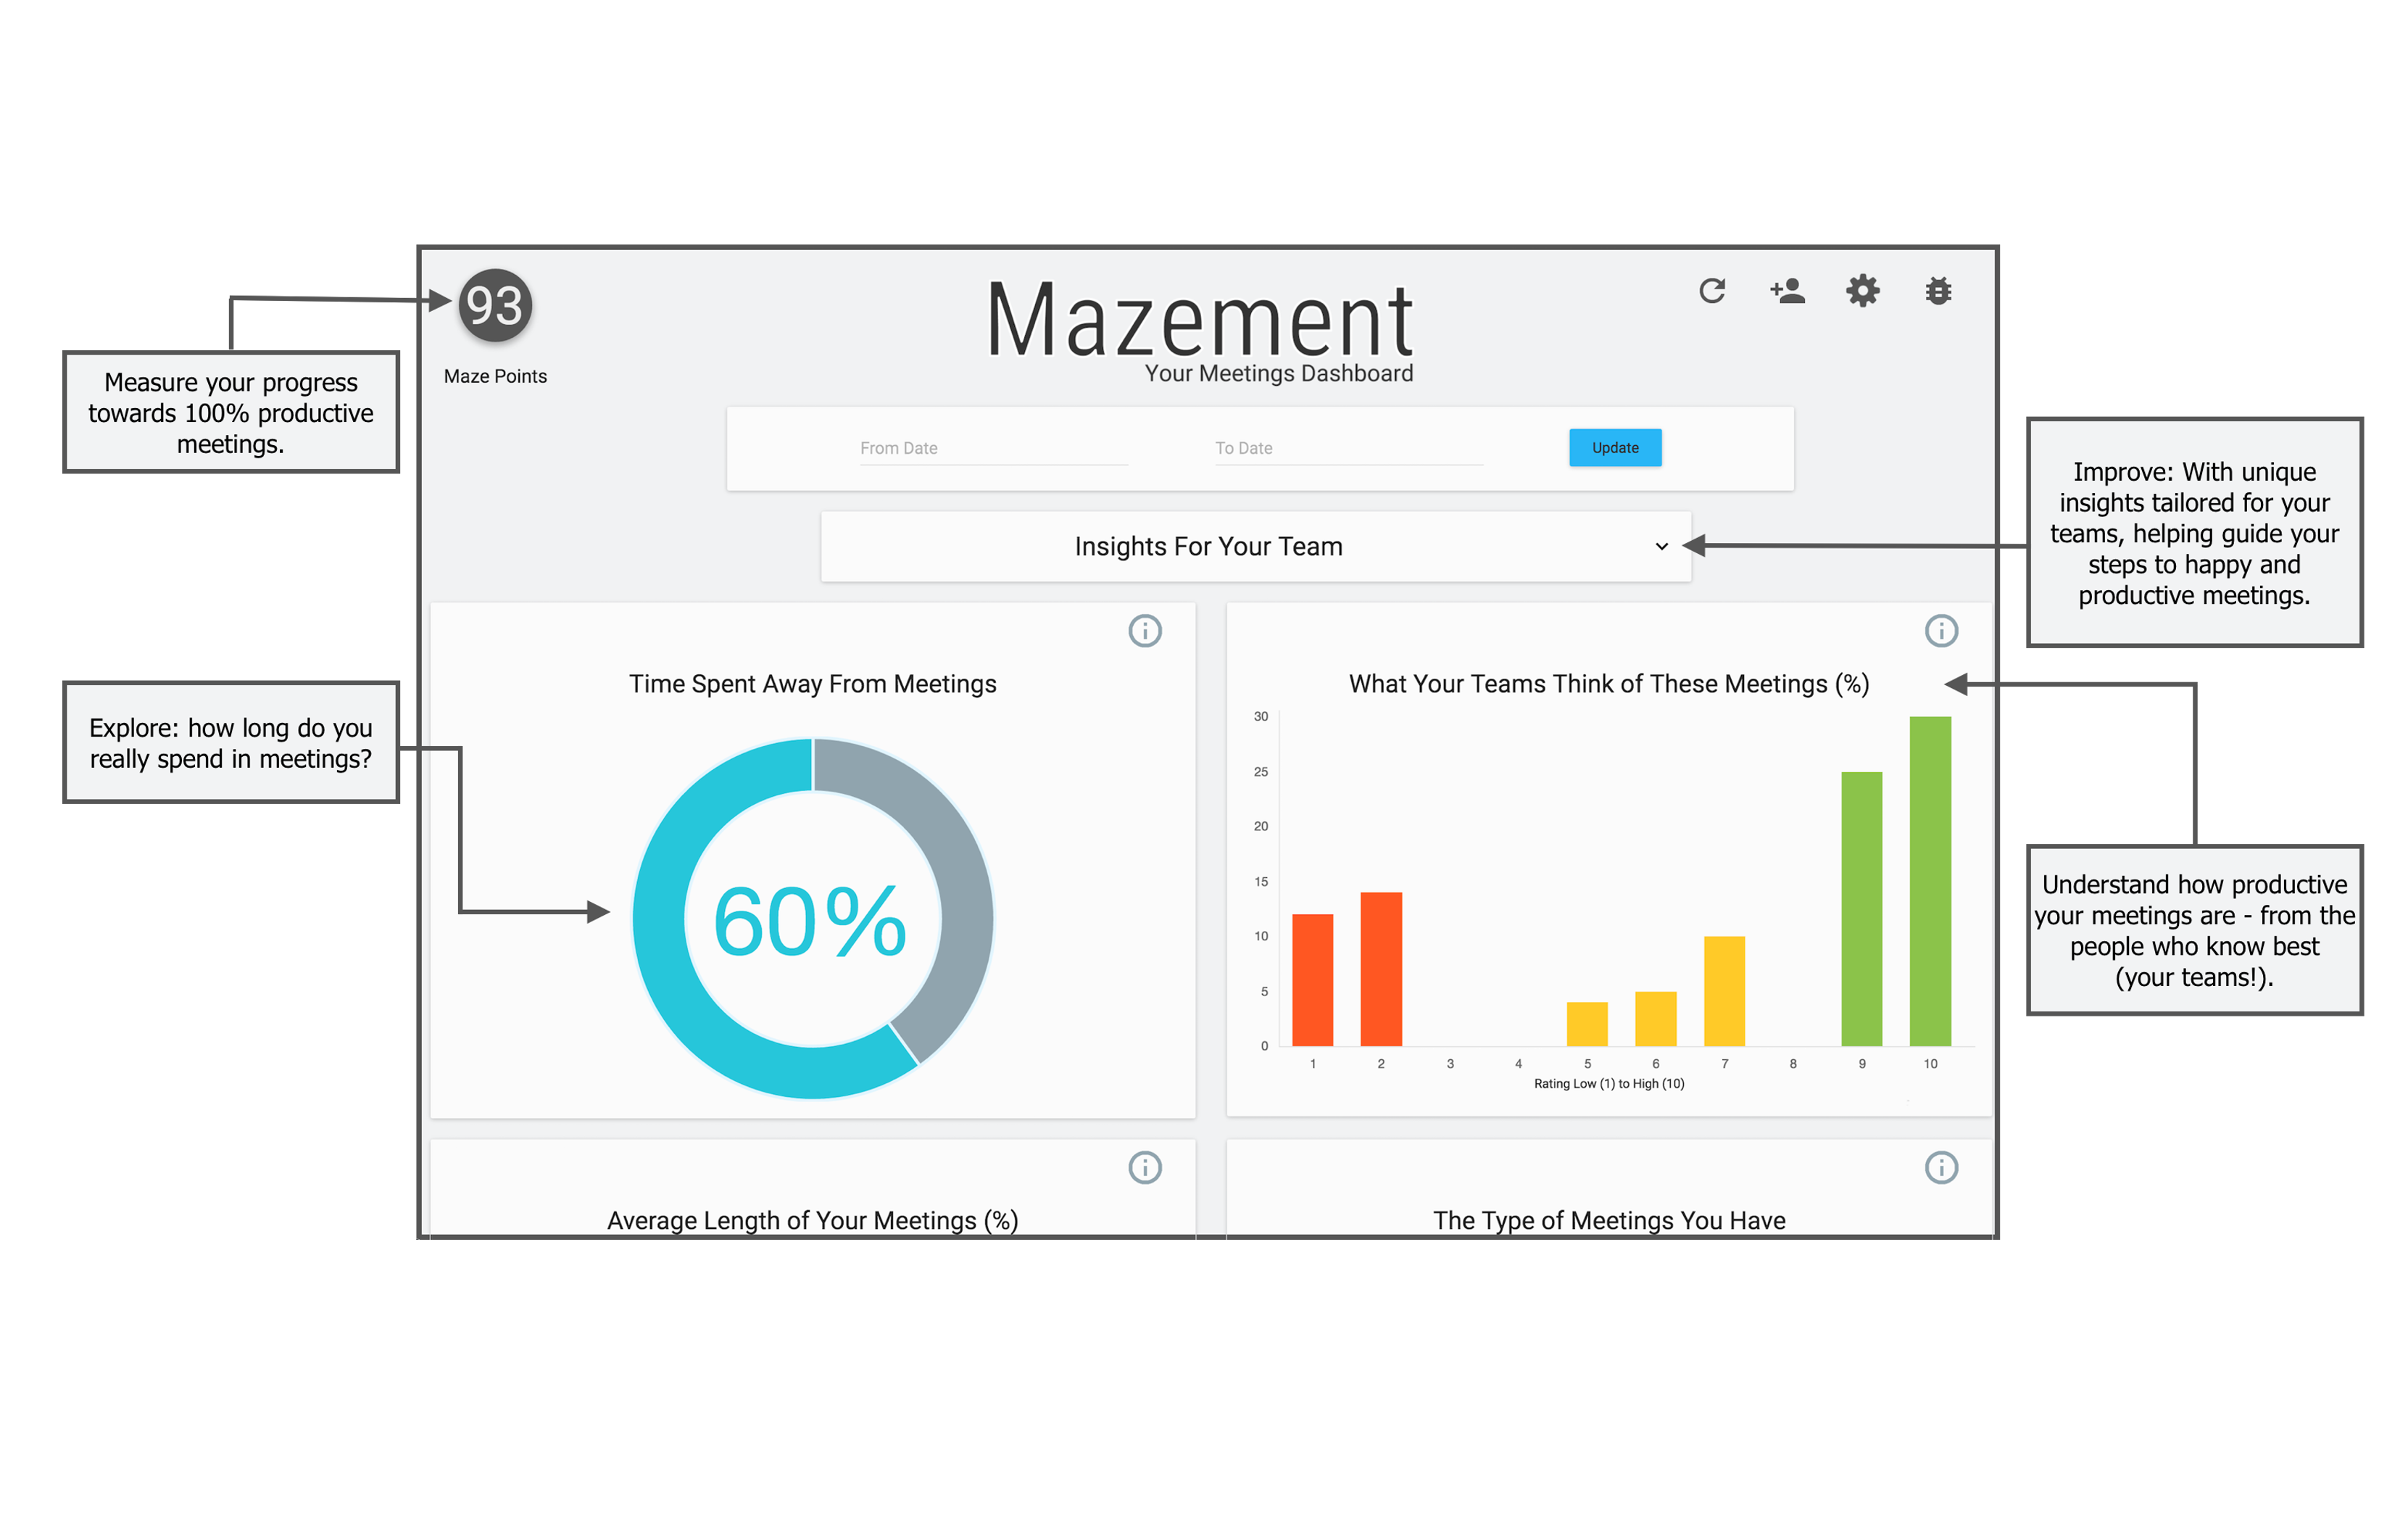 93
Maze Points
Mazement
Your Meetings Dashboard
Measure your progress
towards 100% productive
meetings.
From Date
To Date
Update
Insights For Your Team
Improve: With unique
insights tailored for your
teams, helping guide your
steps to happy and
productive meetings.
Explore: how long do you
really spend in meetings?
Time Spent Away From Meetings
60%
What Your Teams Think of These Meetings (%)
30
25
20
15
10
5
0
1 2 3 4 5 6 7 8 9 10
Rating Low (1) to High (10)
Understand how productive
your meetings are - from the
people who know best
(your teams!).
Average Length of Your Meetings (%)
The Type of Meetings You Have